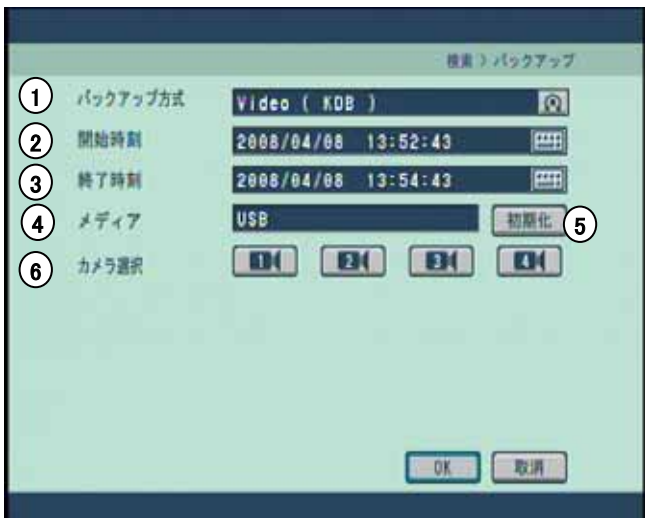 検索 〉 バックアップ
1 バックアップ方式 Video ( KDB )
2 開始時刻 2008/04/08 13:52:43
3 終了時刻 2008/04/08 13:54:43
4 メディア USB 初期化 5
6 カメラ選択 1 2 3 4
OK 取消